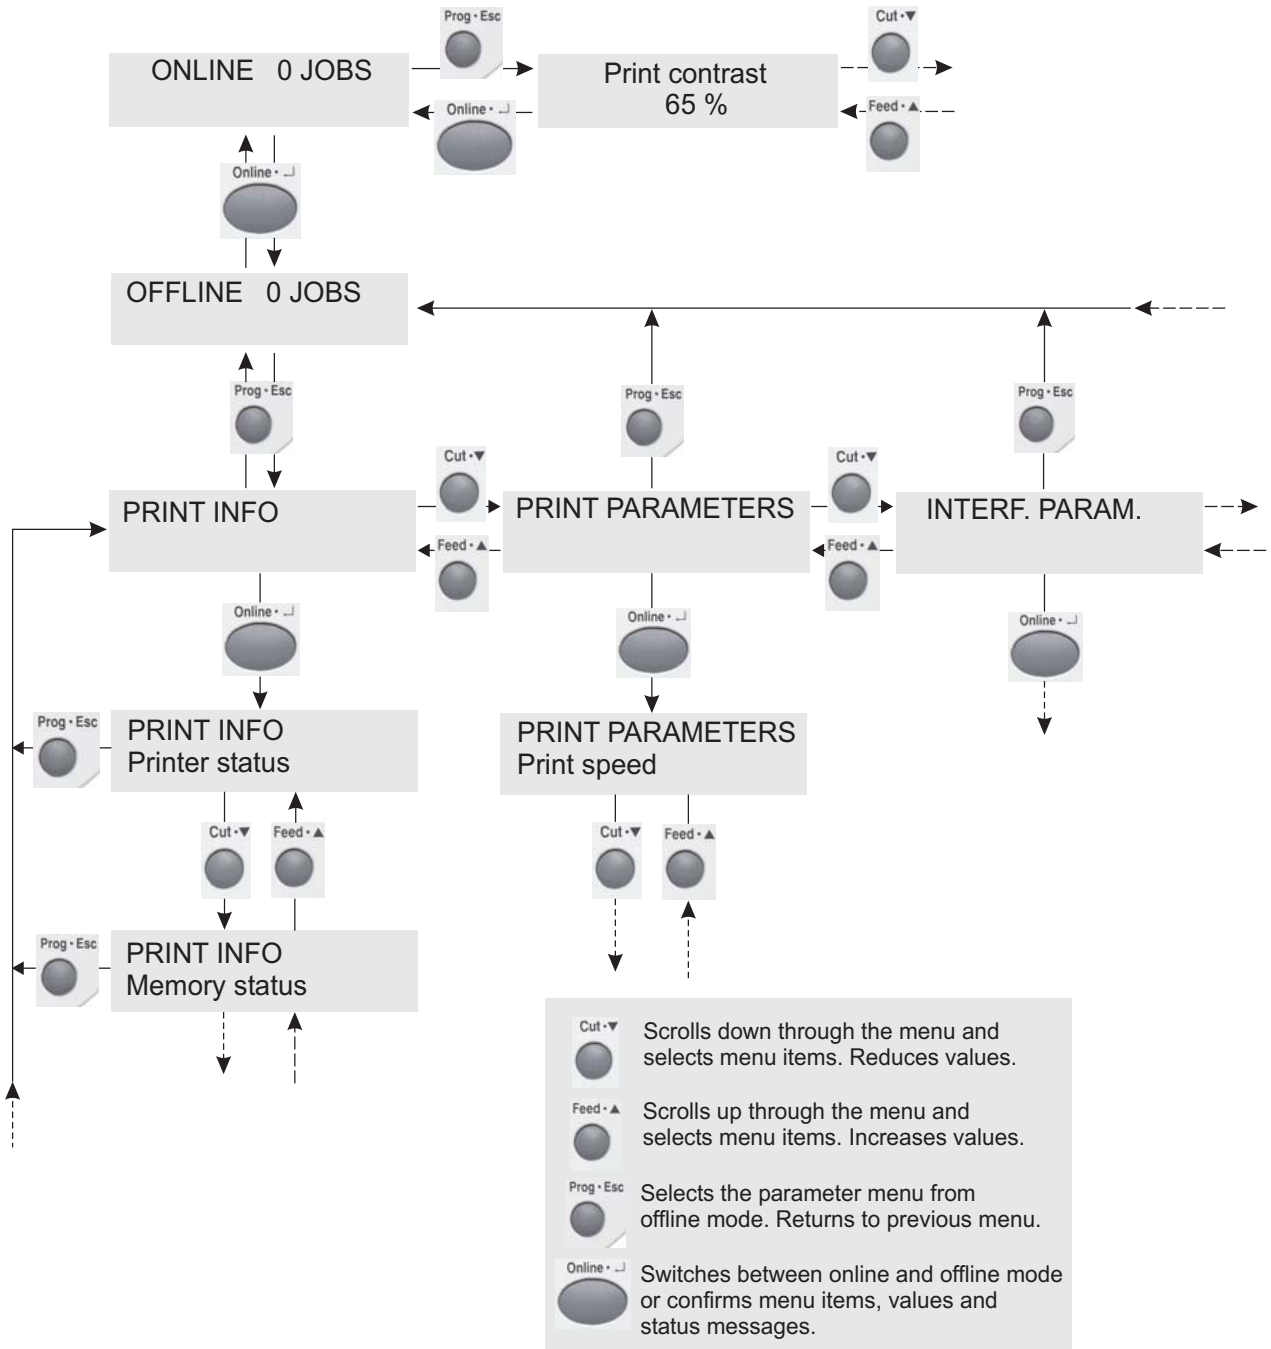 Prog · Esc
Cut · ▼
ONLINE 0 JOBS
Print contrast
65 %
Online · ⏎
Feed · ▲
Online · ⏎
OFFLINE 0 JOBS
Prog · Esc
Prog · Esc
Prog · Esc
Cut · ▼
Cut · ▼
PRINT INFO
PRINT PARAMETERS
INTERF. PARAM.
Feed · ▲
Feed · ▲
Online · ⏎
Online · ⏎
Online · ⏎
Prog · Esc
PRINT INFO
Printer status
PRINT PARAMETERS
Print speed
Cut · ▼
Feed · ▲
Cut · ▼
Feed · ▲
Prog · Esc
PRINT INFO
Memory status
Cut · ▼
Scrolls down through the menu and
selects menu items. Reduces values.
Feed · ▲
Scrolls up through the menu and
selects menu items. Increases values.
Prog · Esc
Selects the parameter menu from
offline mode. Returns to previous menu.
Online · ⏎
Switches between online and offline mode
or confirms menu items, values and
status messages.